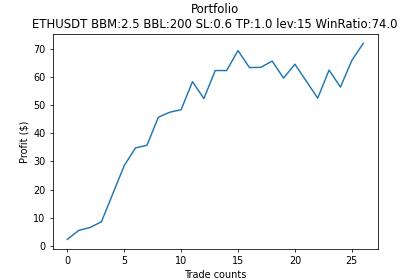 Portfolio
ETHUSDT BBM:2.5 BBL:200 SL:0.6 TP:1.0 lev:15 WinRatio:74.0
70
60
50
40
30
20
10
0
Profit ($)
0 5 10 15 20 25
Trade counts